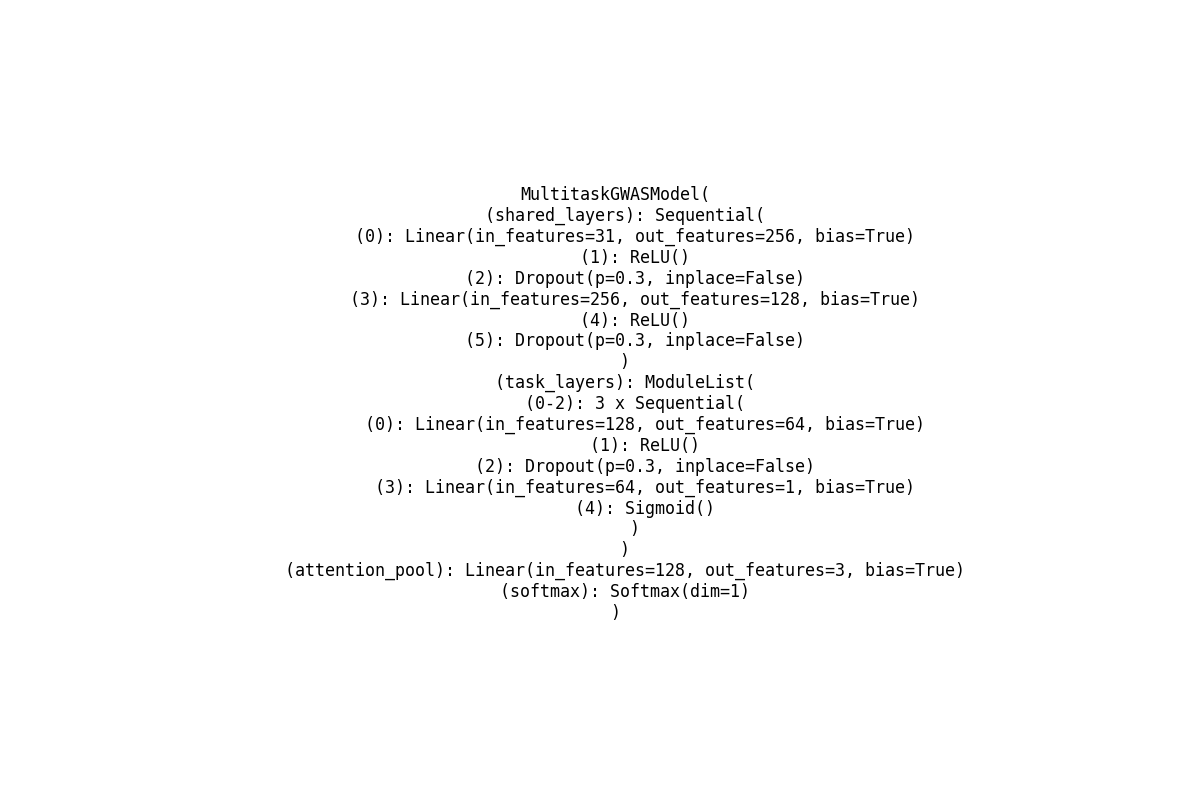 MultitaskGWASModel(
(shared_layers): Sequential(
(0): Linear(in_features=31, out_features=256, bias=True)
(1): ReLU()
(2): Dropout(p=0.3, inplace=False)
(3): Linear(in_features=256, out_features=128, bias=True)
(4): ReLU()
(5): Dropout(p=0.3, inplace=False)
)
(task_layers): ModuleList(
(0-2): 3 x Sequential(
(0): Linear(in_features=128, out_features=64, bias=True)
(1): ReLU()
(2): Dropout(p=0.3, inplace=False)
(3): Linear(in_features=64, out_features=1, bias=True)
(4): Sigmoid()
)
)
(attention_pool): Linear(in_features=128, out_features=3, bias=True)
(softmax): Softmax(dim=1)
)